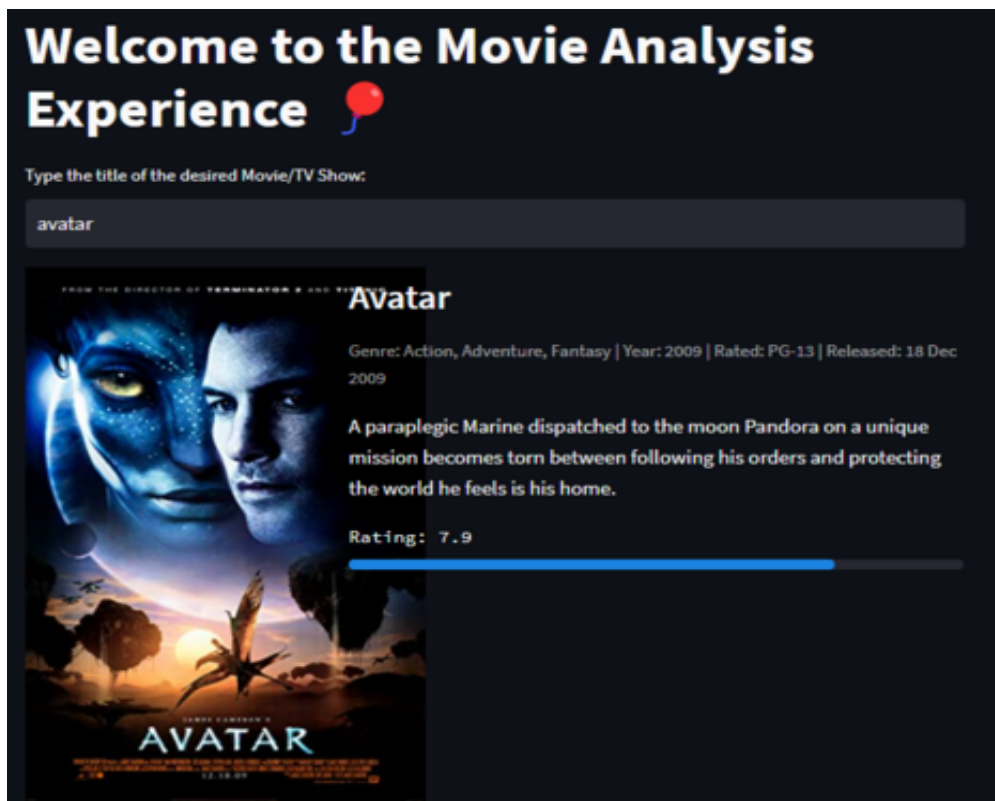 Welcome to the Movie Analysis
Experience
Type the title of the desired Movie/TV Show:
avatar
FROM THE DIRECTOR OF TERMINATOR 2 AND
Avatar
Genre: Action, Adventure, Fantasy | Year: 2009 | Rated: PG-13 | Released: 18 Dec
2009
A paraplegic Marine dispatched to the moon Pandora on a unique
mission becomes torn between following his orders and protecting
the world he feels is his home.
Rating: 7.9
JAMES CAMERON'S
AVATAR
12.18.09